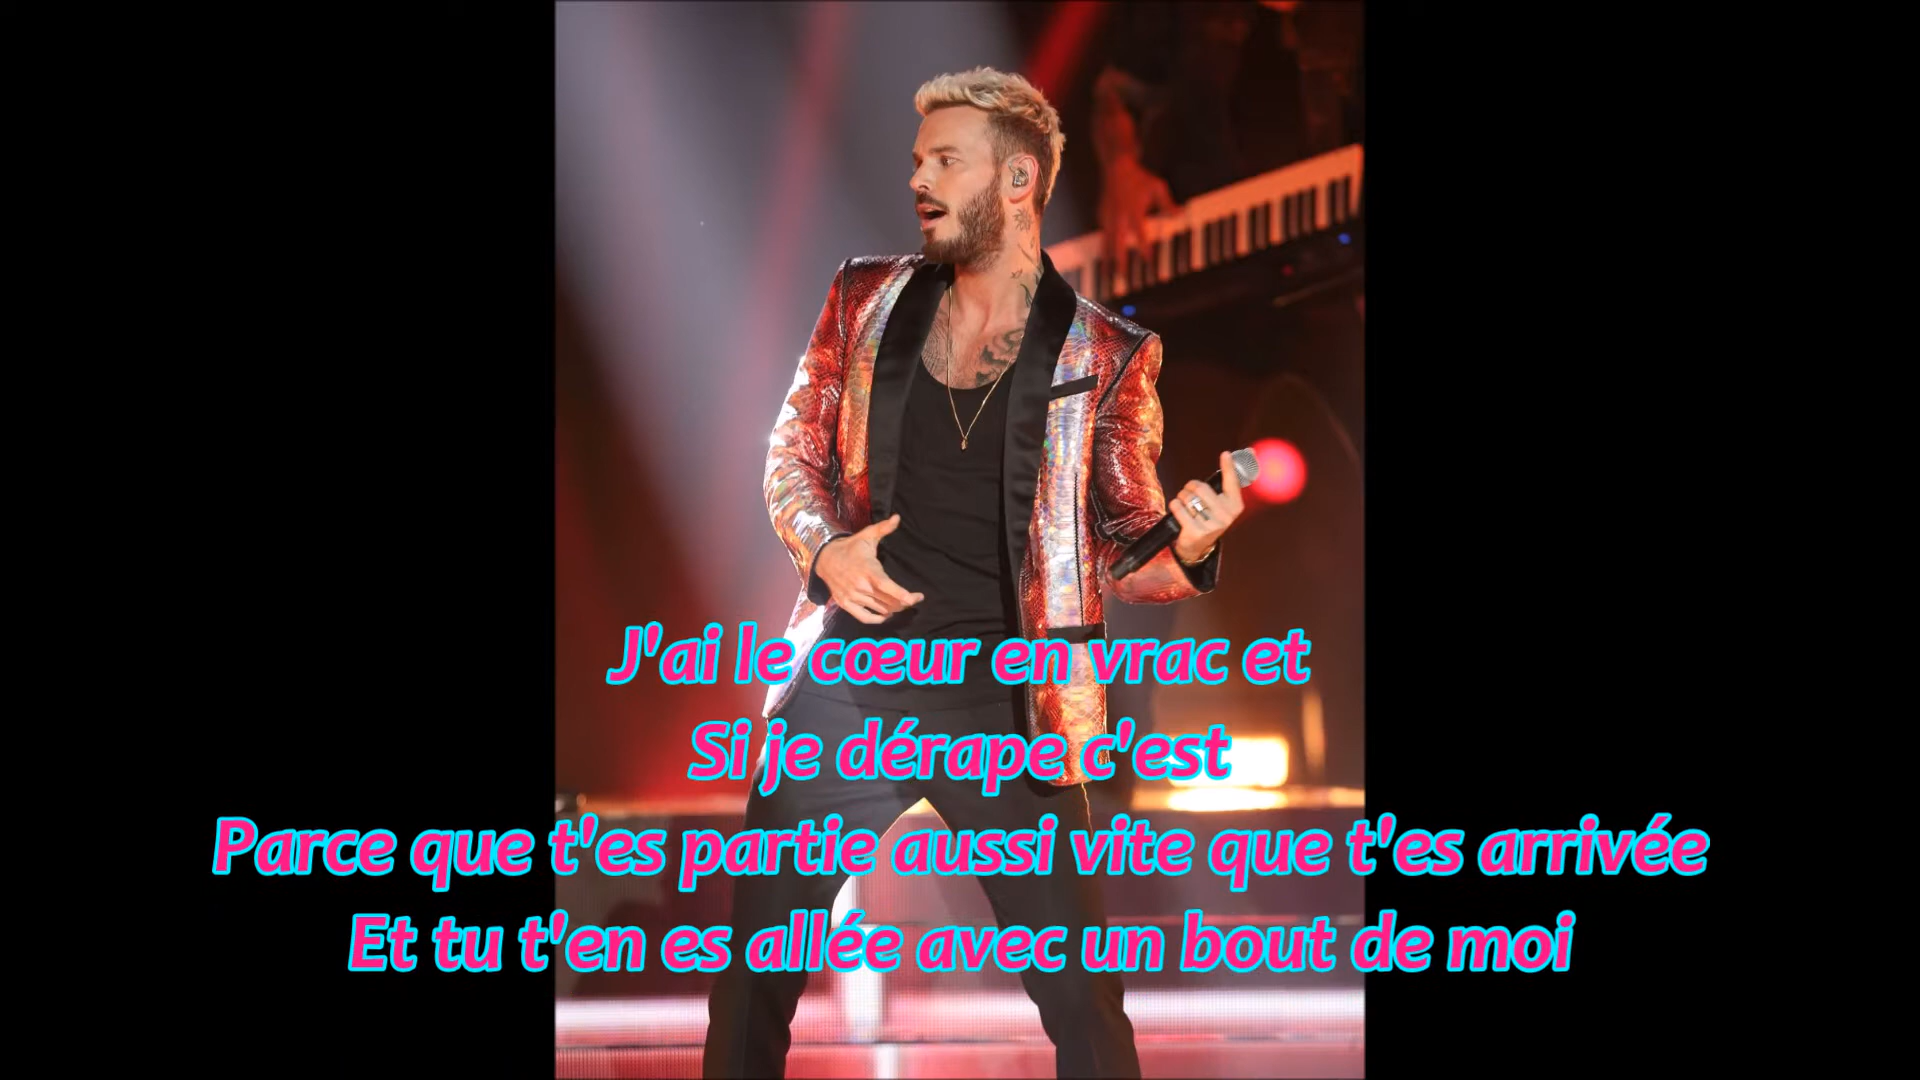 J'ai le cœur en vrac et
Si je dérape c'est
Parce que t'es partie aussi vite que t'es arrivée
Et tu t'en es allée avec un bout de moi